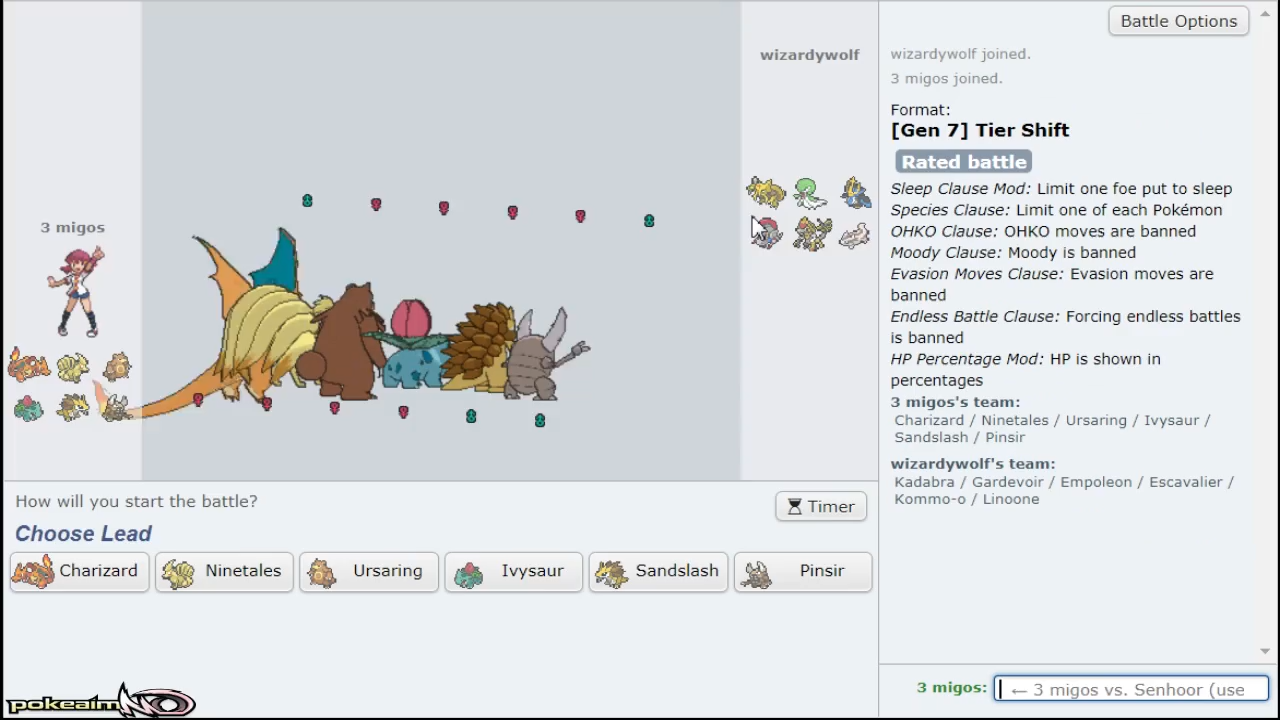 Battle Options
wizardywolf joined.
3 migos joined.
Format:
[Gen 7] Tier Shift
Rated battle
Sleep Clause Mod: Limit one foe put to sleep
Species Clause: Limit one of each Pokémon
OHKO Clause: OHKO moves are banned
Moody Clause: Moody is banned
Evasion Moves Clause: Evasion moves are
banned
Endless Battle Clause: Forcing endless battles
is banned
HP Percentage Mod: HP is shown in
percentages
3 migos's team:
Charizard / Ninetales / Ursaring / Ivysaur /
Sandslash / Pinsir
wizardywolf's team:
Kadabra / Gardevoir / Empoleon / Escavalier /
Kommo-o / Linoone
wizardywolf
3 migos
How will you start the battle?
Timer
Choose Lead
Charizard
Ninetales
Ursaring
Ivysaur
Sandslash
Pinsir
3 migos:
← 3 migos vs. Senhoor (use
pokeaimMD